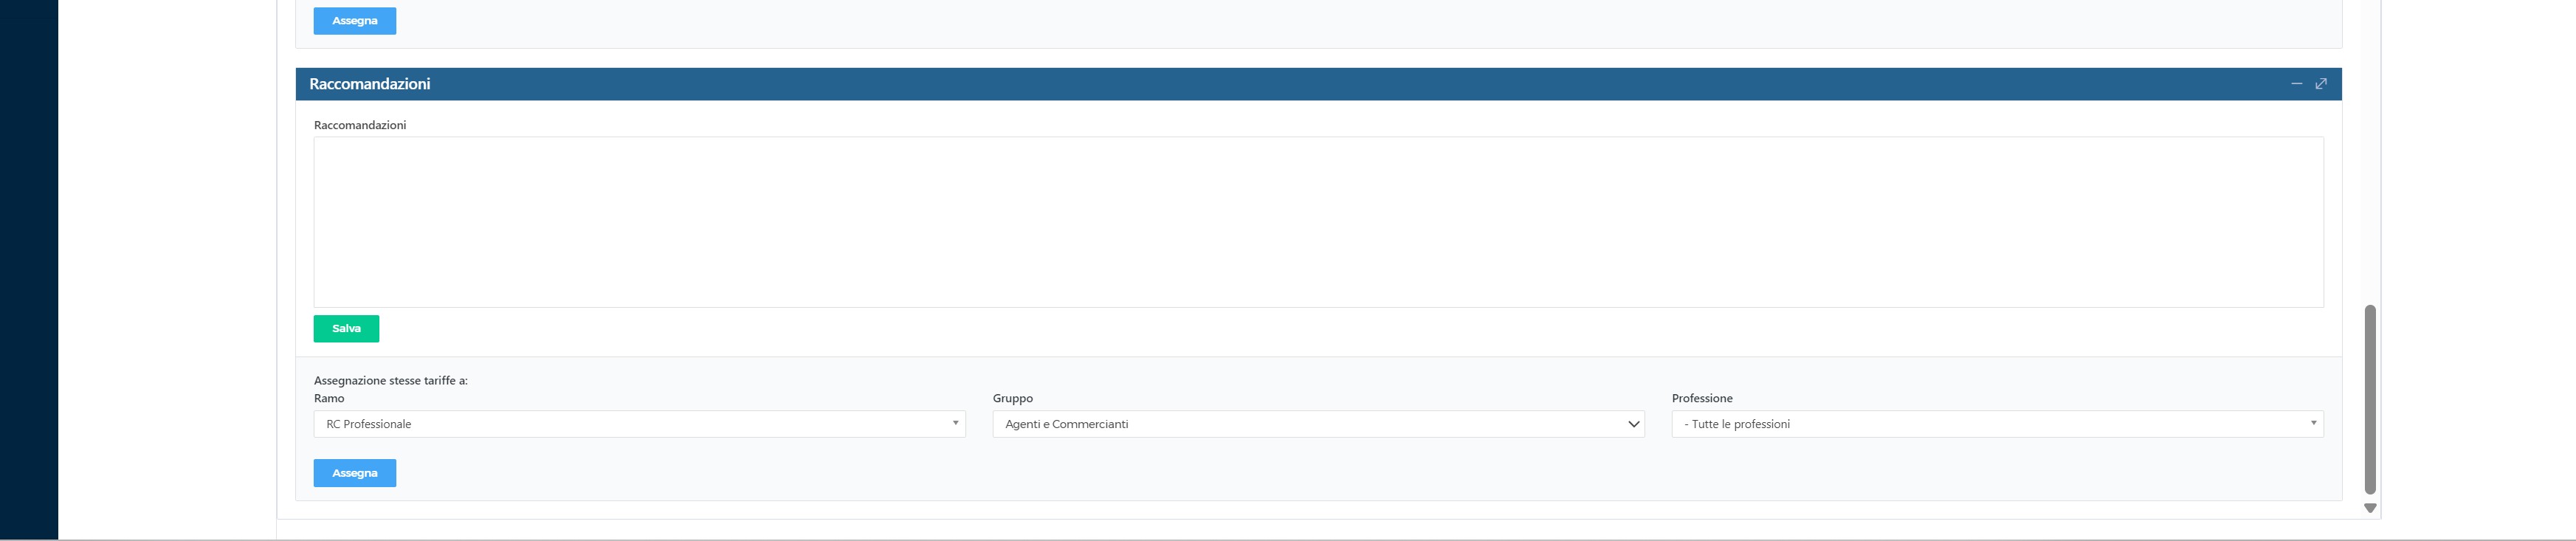 Assegna
Raccomandazioni
Raccomandazioni
Salva
Assegnazione stesse tariffe a:
Ramo Gruppo Professione
RC Professionale Agenti e Commercianti - Tutte le professioni
Assegna